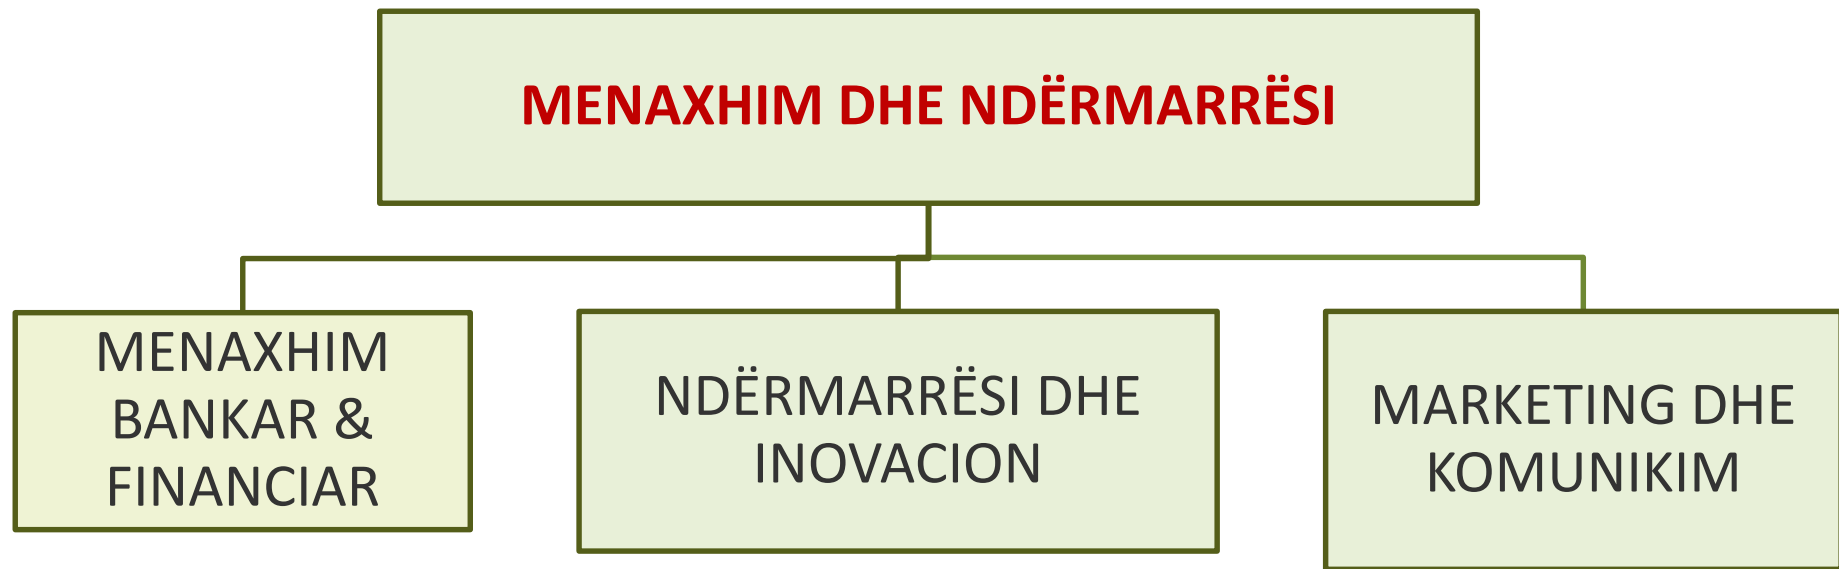 MENAXHIM DHE NDËRMARRËSI
MENAXHIM
BANKAR &
FINANCIAR
NDËRMARRËSI DHE
INOVACION
MARKETING DHE
KOMUNIKIM